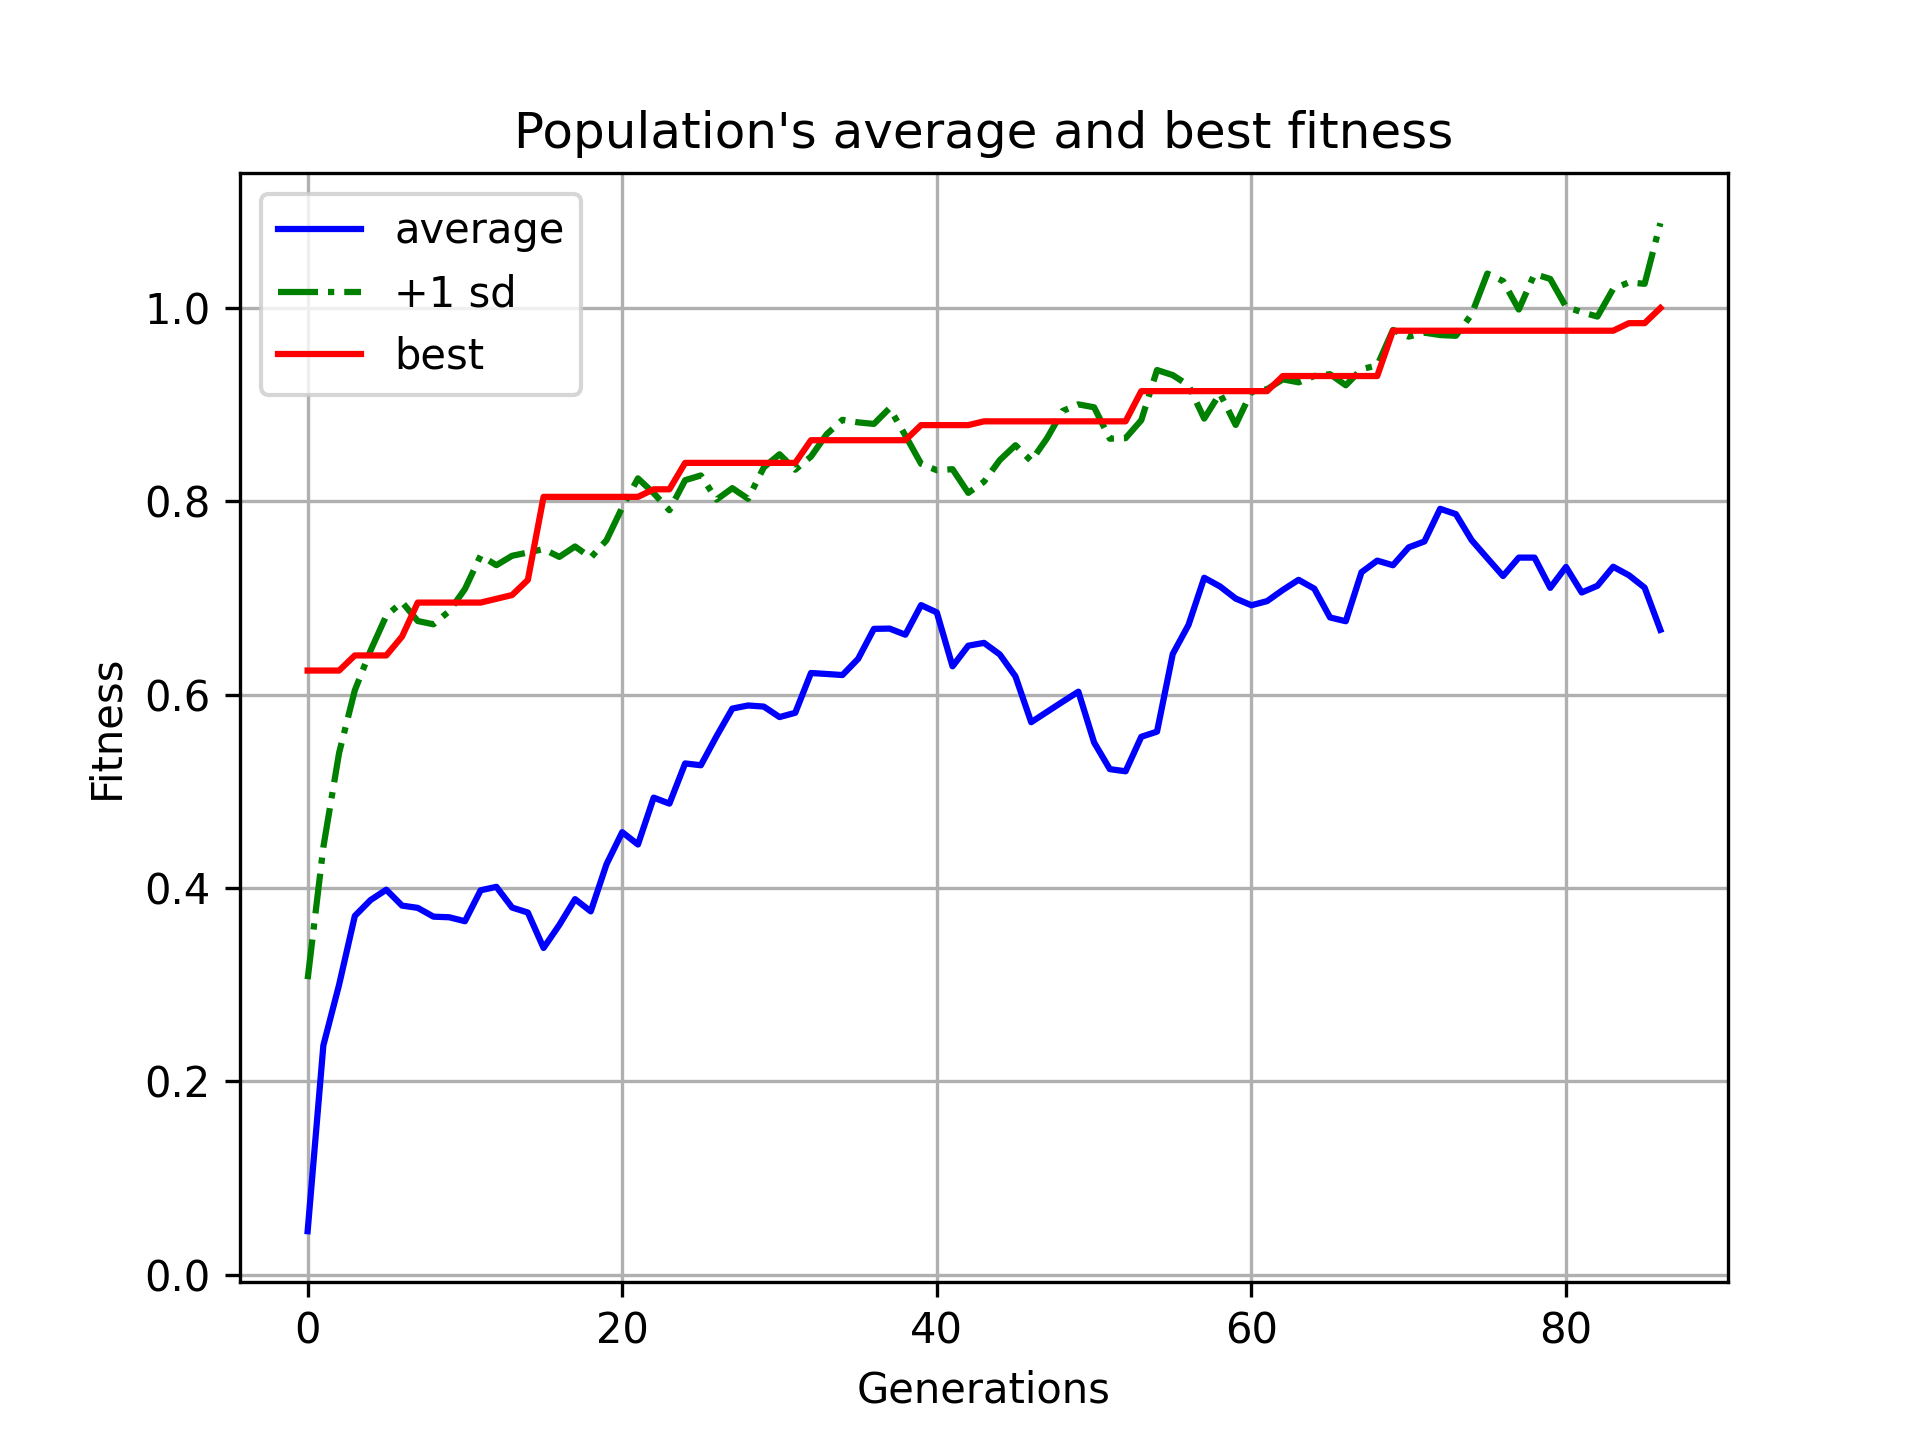 Population's average and best fitness
average
+1 sd
best
1.0
0.8
0.6
0.4
0.2
0.0
Fitness
0 20 40 60 80
Generations